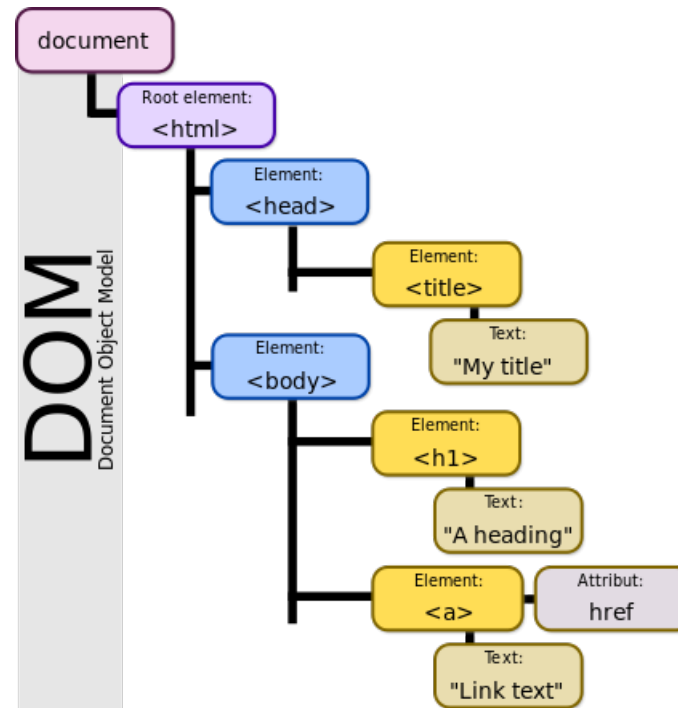 document
Root element:
<html>
Element:
<head>
Element:
<title>
Text:
"My title"
Element:
<body>
Element:
<h1>
Text:
"A heading"
Element:
<a>
Attribut:
href
Text:
"Link text"
DOM
Document Object Model